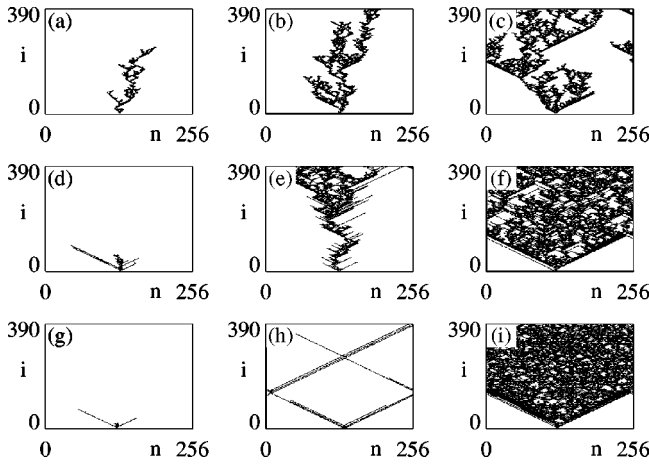 390 (a) 390 (b) 390 (c)
i i i
0 0 0
0 n 256 0 n 256 0 n 256
390 (d) 390 (e) 390 (f)
i i i
0 0 0
0 n 256 0 n 256 0 n 256
390 (g) 390 (h) 390 (i)
i i i
0 0 0
0 n 256 0 n 256 0 n 256